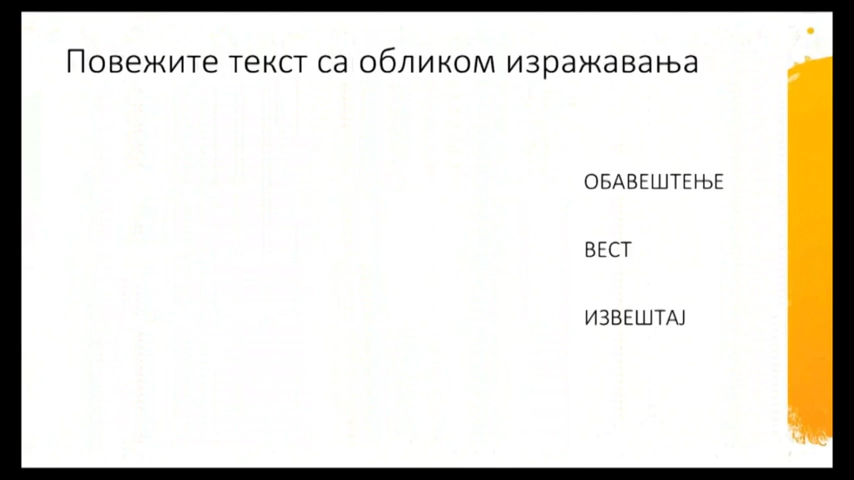 Повежите текст са обликом изражавања
ОБАВЕШТЕЊЕ
ВЕСТ
ИЗВЕШТАЈ